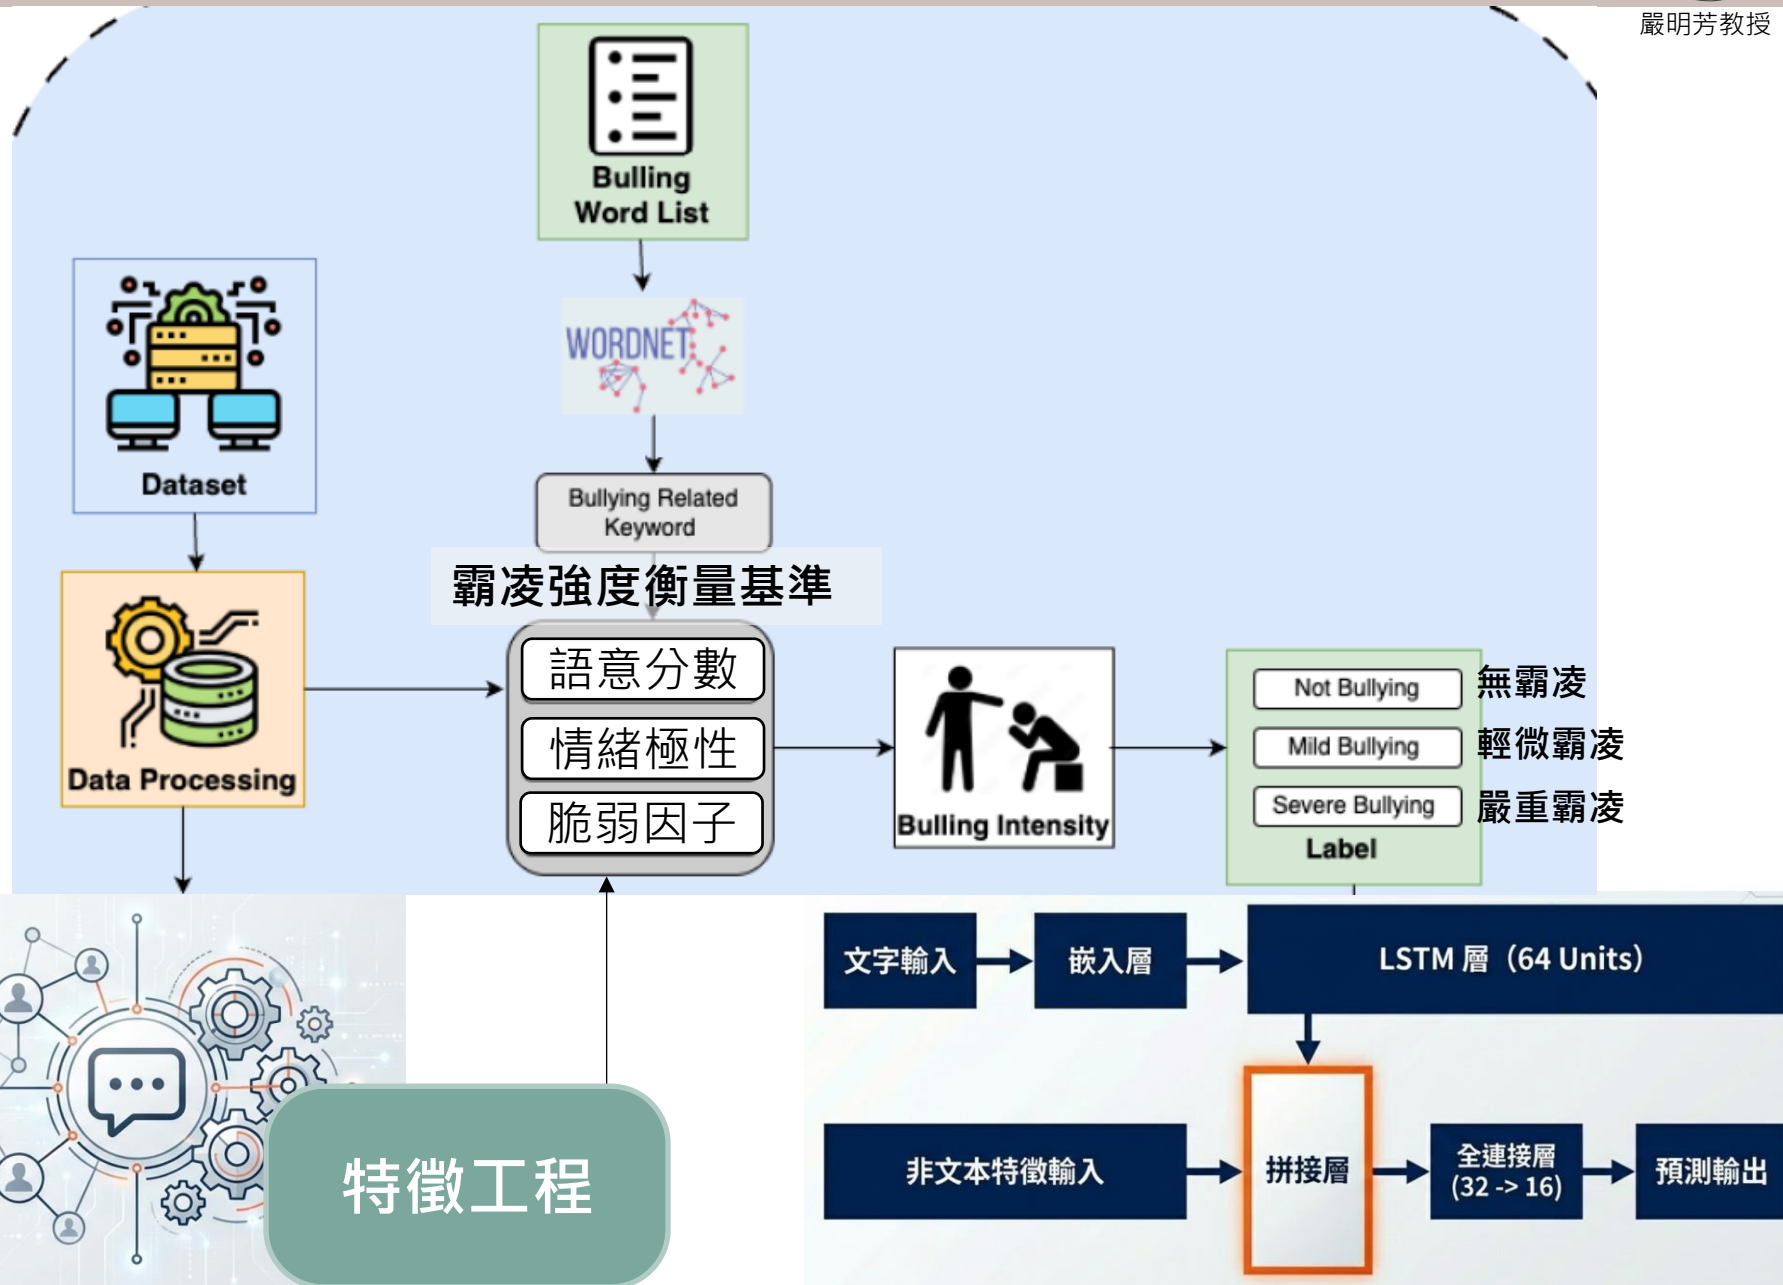 嚴明芳教授
Bulling
Word List
WORDNET
Dataset
Bullying Related
Keyword
霸凌強度衡量基準
語意分數
情緒極性
脆弱因子
Data Processing
Bulling Intensity
Not Bullying
無霸凌
Mild Bullying
輕微霸凌
Severe Bullying
嚴重霸凌
Label
特徵工程
文字輸入
嵌入層
LSTM 層（64 Units）
非文本特徵輸入
拼接層
全連接層
(32 -> 16)
預測輸出